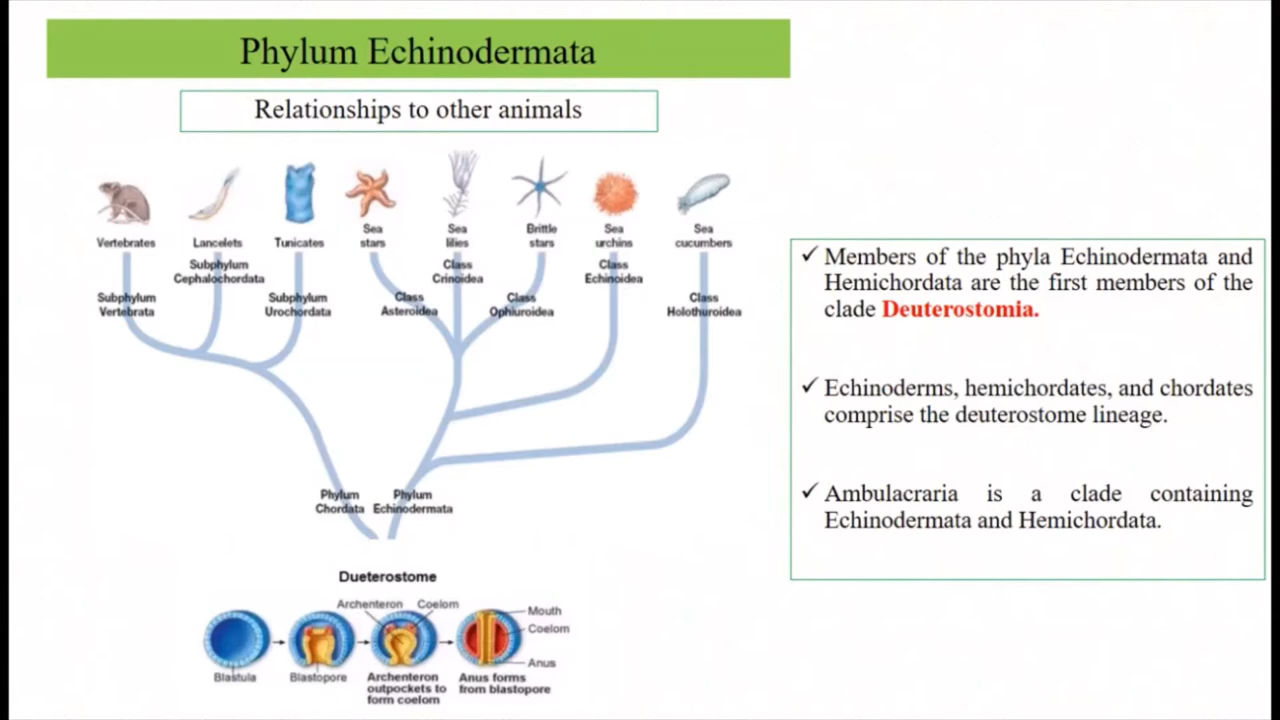 Phylum Echinodermata
Relationships to other animals
Vertebrates
Lancelets
Tunicates
Sea
stars
Sea
lilies
Brittle
stars
Sea
urchins
Sea
cucumbers
Subphylum
Vertebrata
Subphylum
Cephalochordata
Subphylum
Urochordata
Class
Asteroidea
Class
Crinoidea
Class
Ophiuroidea
Class
Echinoidea
Class
Holothuroidea
Phylum
Chordata
Phylum
Echinodermata
Dueterostome
Archenteron
Coelom
Mouth
Coelom
Anus
Blastula
Blastopore
Archenteron
outpockets to
form coelom
Anus forms
from blastopore
✓ Members of the phyla Echinodermata and
Hemichordata are the first members of the
clade Deuterostomia.
✓ Echinoderms, hemichordates, and chordates
comprise the deuterostome lineage.
✓ Ambulacraria is a clade containing
Echinodermata and Hemichordata.